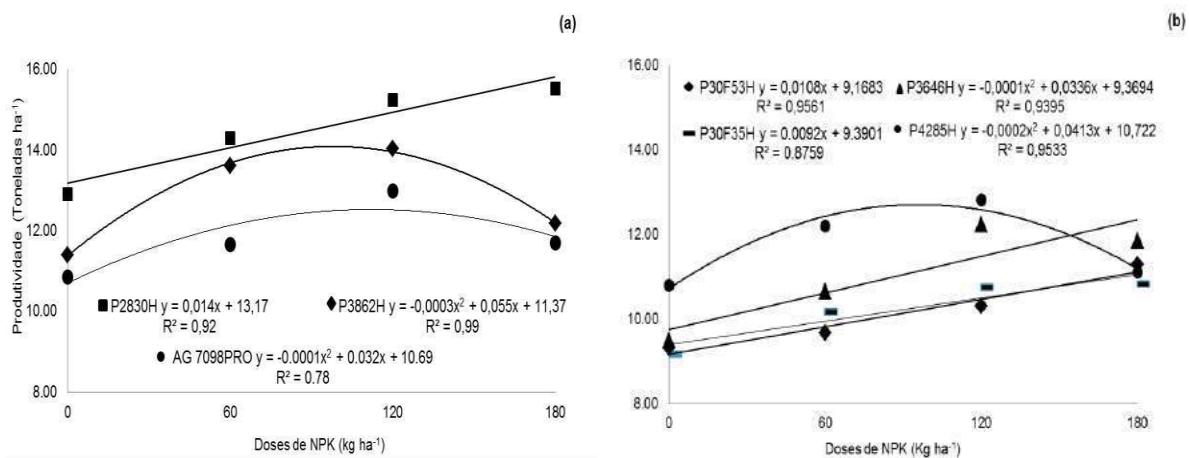 (a)
16.00
14.00
12.00
10.00
8.00
Produtividade (Toneladas ha-1)
P2830H y = 0,014x + 13,17
R² = 0,92
P3862H y = -0,0003x² + 0,055x + 11,37
R² = 0,99
AG 7098PRO y = -0.0001x² + 0.032x + 10.69
R² = 0.78
0 60 120 180
Doses de NPK (kg ha-1)
(b)
16.00
14.00
12.00
10.00
8.00
P30F53H y = 0,0108x + 9,1683
R² = 0,9561
P3646H y = -0,0001x² + 0,0336x + 9,3694
R² = 0,9395
P30F35H y = 0.0092x + 9.3901
R² = 0.8759
P4285H y = -0,0002x² + 0,0413x + 10,722
R² = 0,9533
0 60 120 180
Doses de NPK (Kg ha-1)